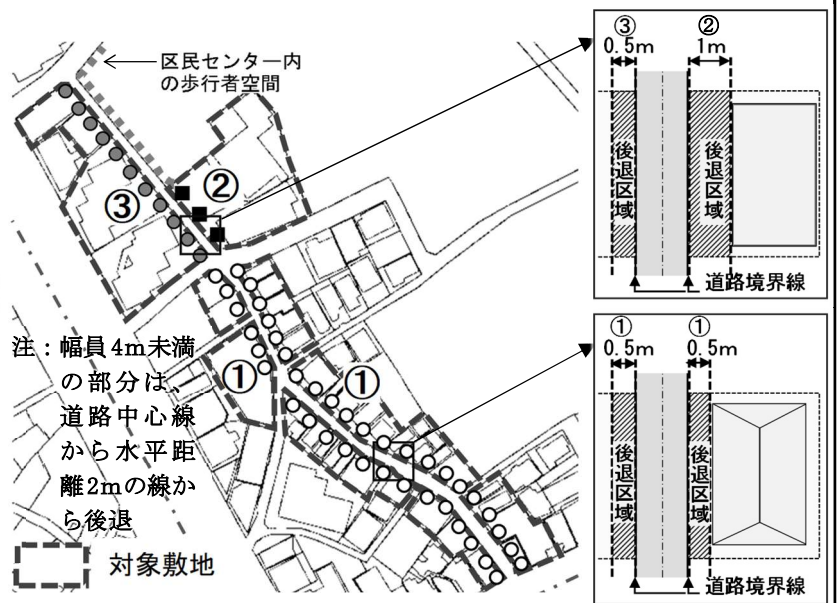 区民センター内
の歩行者空間
③
②
①
①
注：幅員4m未満
の部分は、
道路中心線
から水平距
離2mの線か
ら後退
対象敷地
③
②
0.5m
1m
後退区域
後退区域
道路境界線
①
①
0.5m
0.5m
後退区域
後退区域
道路境界線